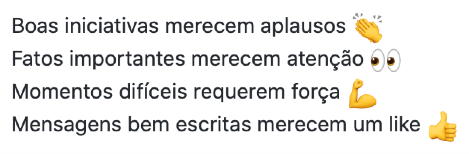 Boas iniciativas merecem aplausos 👏
Fatos importantes merecem atenção 👀
Momentos difíceis requerem força 💪
Mensagens bem escritas merecem um like 👍